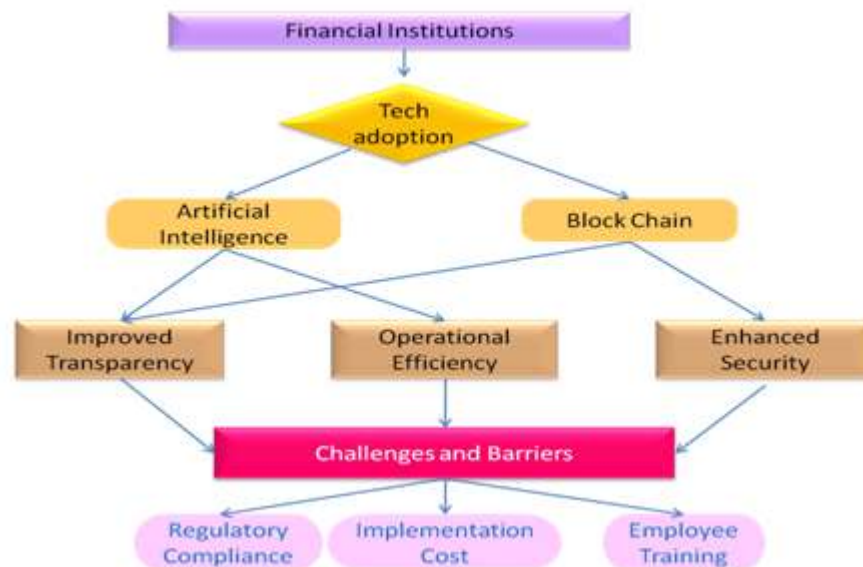 Financial Institutions
Tech
adoption
Artificial
Intelligence
Block Chain
Improved
Transparency
Operational
Efficiency
Enhanced
Security
Challenges and Barriers
Regulatory
Compliance
Implementation
Cost
Employee
Training